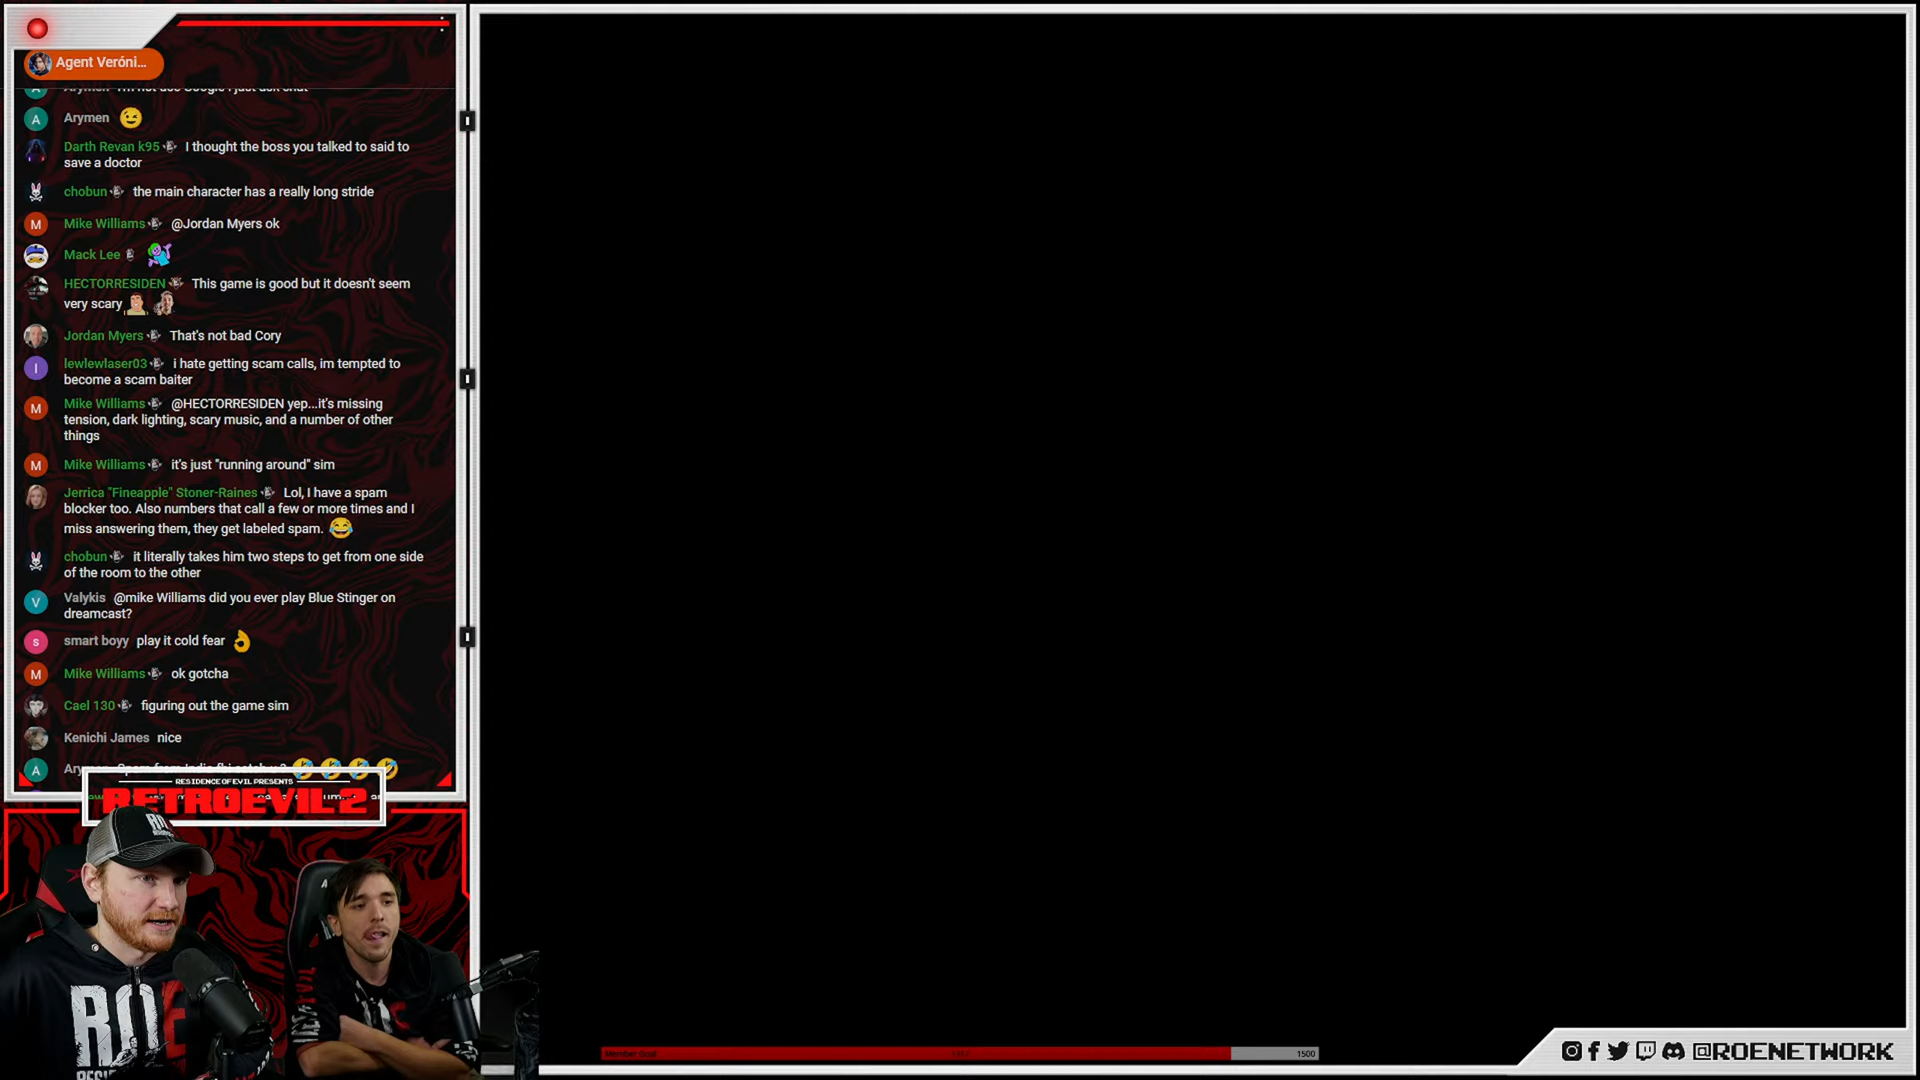 Agent Veróni...
Arymen
Darth Revan k95 I thought the boss you talked to said to
save a doctor
chobun the main character has a really long stride
Mike Williams @Jordan Myers ok
Mack Lee
HECTORRESIDEN This game is good but it doesn't seem
very scary
Jordan Myers That's not bad Cory
lewlewlaser03 i hate getting scam calls, im tempted to
become a scam baiter
Mike Williams @HECTORRESIDEN yep...it's missing
tension, dark lighting, scary music, and a number of other
things
Mike Williams it's just "running around" sim
Jerrica "Fineapple" Stoner-Raines Lol, I have a spam
blocker too. Also numbers that call a few or more times and I
miss answering them, they get labeled spam.
chobun it literally takes him two steps to get from one side
of the room to the other
Valykis @mike Williams did you ever play Blue Stinger on
dreamcast?
smart boyy play it cold fear
Mike Williams ok gotcha
Cael 130 figuring out the game sim
Kenichi James nice
RESIDENCE OF EVIL PRESENTS
RETROEVIL 2
Member Goal 1500
@ROENETWORK